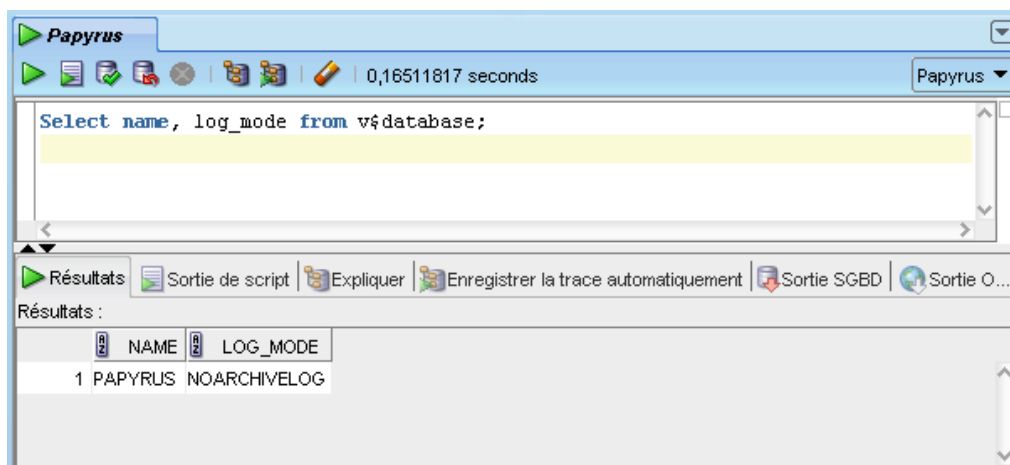 Papyrus
0,16511817 seconds
Papyrus
Select name, log_mode from v$database;
Résultats Sortie de script Expliquer Enregistrer la trace automatiquement Sortie SGBD Sortie O...
Résultats :
NAME LOG_MODE
1 PAPYRUS NOARCHIVELOG